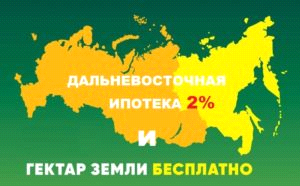 ДАЛЬНЕВОСТОЧНАЯ
ИПОТЕКА 2%
И
ГЕКТАР ЗЕМЛИ БЕСПЛАТНО